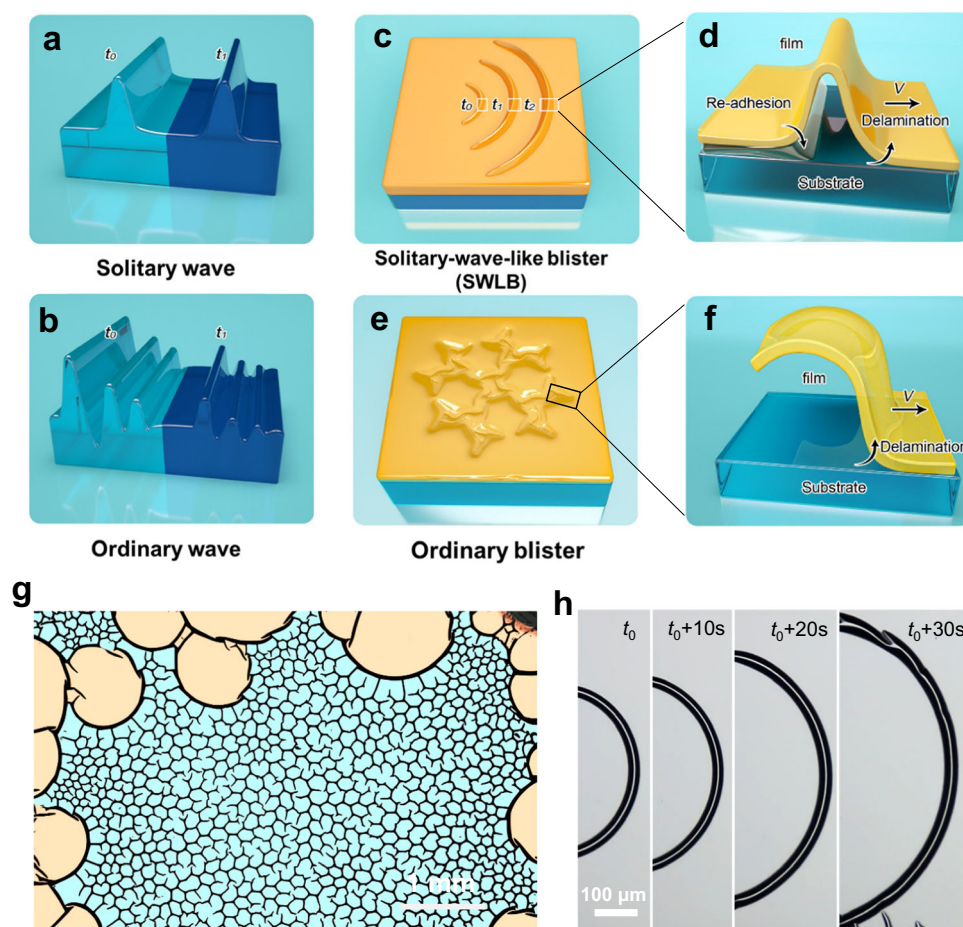 a
t₀
t₁
Solitary wave
c
t₀ t₁ t₂
Solitary-wave-like blister
(SWLB)
d
film
Re-adhesion
V
Delamination
Substrate
b
t₀
t₁
Ordinary wave
e
Ordinary blister
f
film
V
Delamination
Substrate
g
1 mm
h
t₀
t₀+10s
t₀+20s
t₀+30s
100 μm